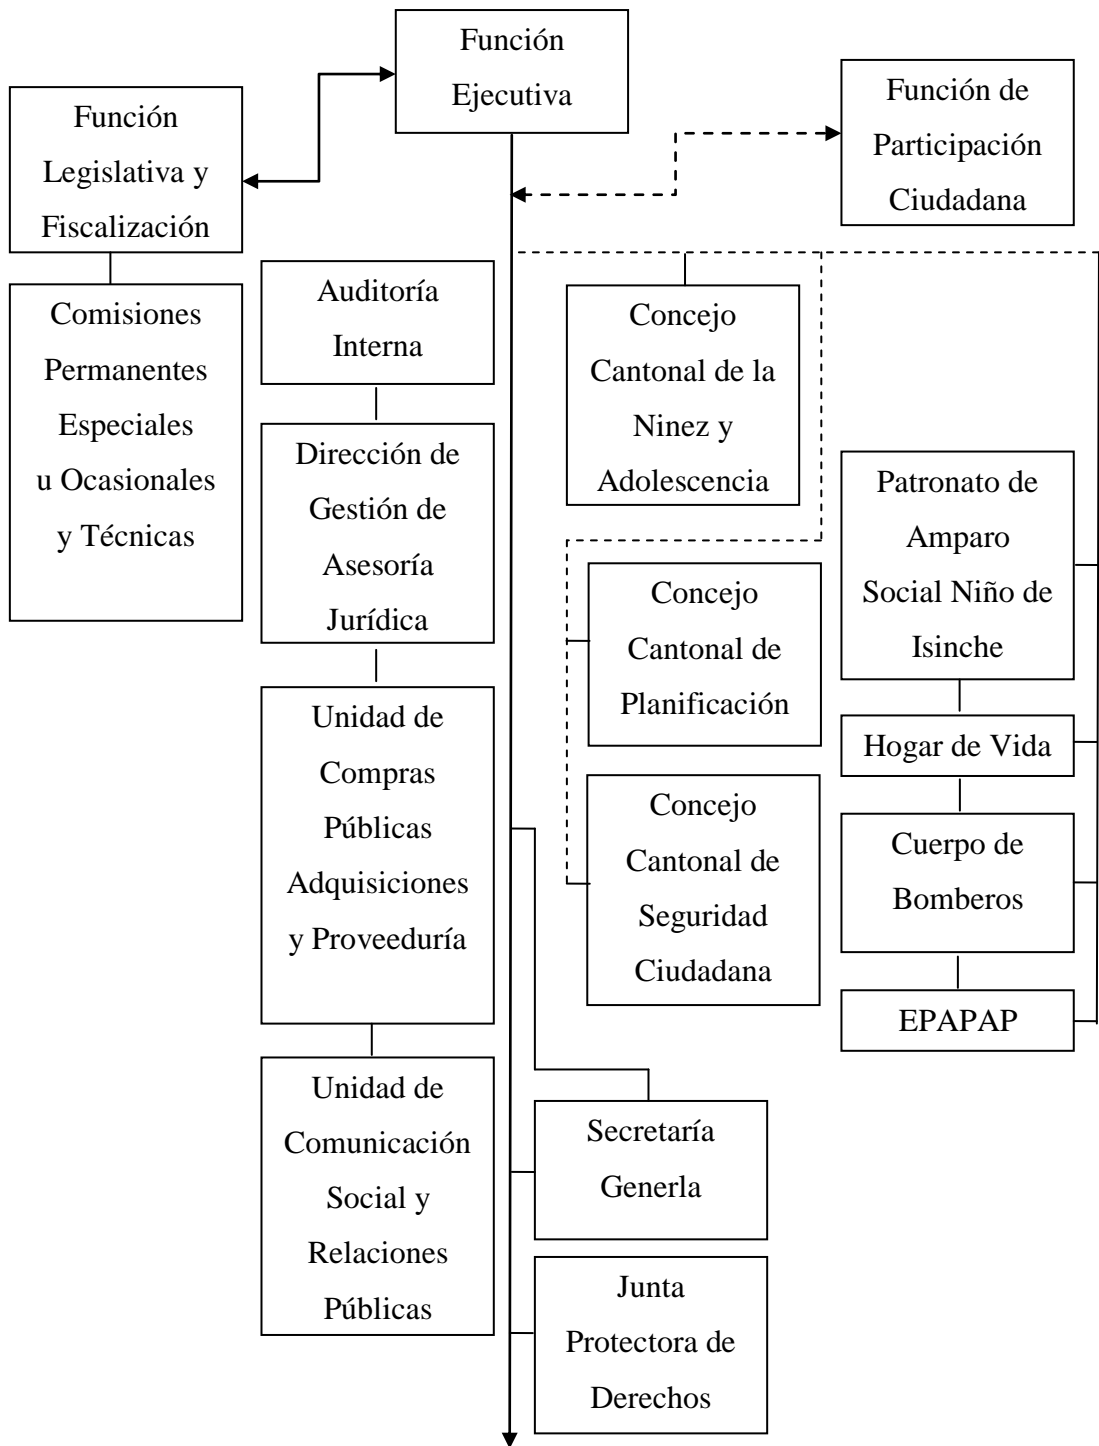 Función
Ejecutiva
Función
Legislativa y
Fiscalización
Función de
Participación
Ciudadana
Comisiones
Permanentes
Especiales
u Ocasionales
y Técnicas
Auditoría
Interna
Dirección de
Gestión de
Asesoría
Jurídica
Unidad de
Compras
Públicas
Adquisiciones
y Proveeduría
Unidad de
Comunicación
Social y
Relaciones
Públicas
Concejo
Cantonal de la
Ninez y
Adolescencia
Concejo
Cantonal de
Planificación
Concejo
Cantonal de
Seguridad
Ciudadana
Patronato de
Amparo
Social Niño de
Isinche
Hogar de Vida
Cuerpo de
Bomberos
EPAPAP
Secretaría
Generla
Junta
Protectora de
Derechos